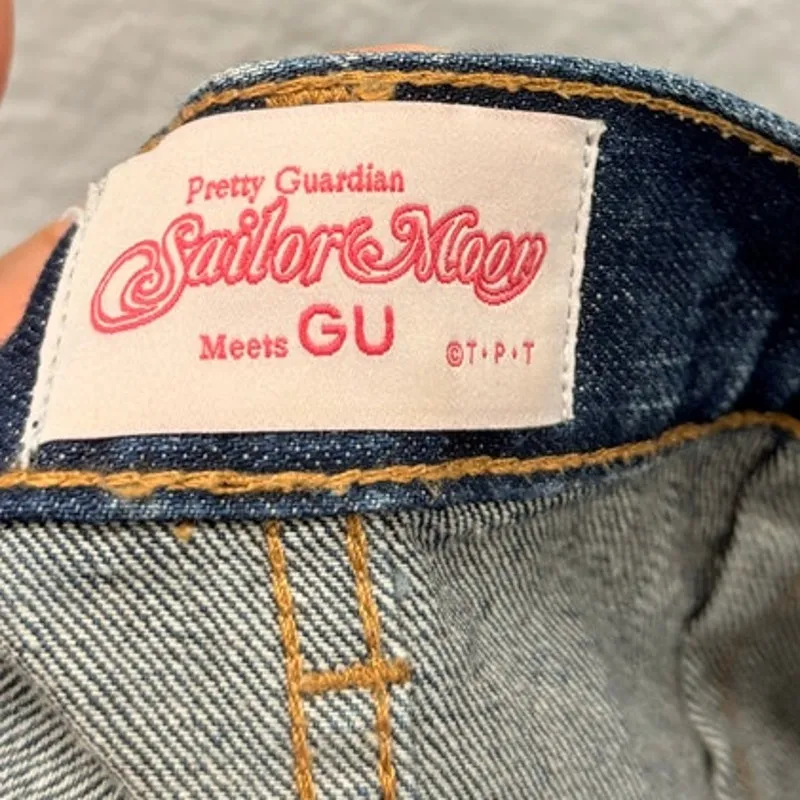 Pretty Guardian
Sailor Moon
Meets GU ©T・P・T